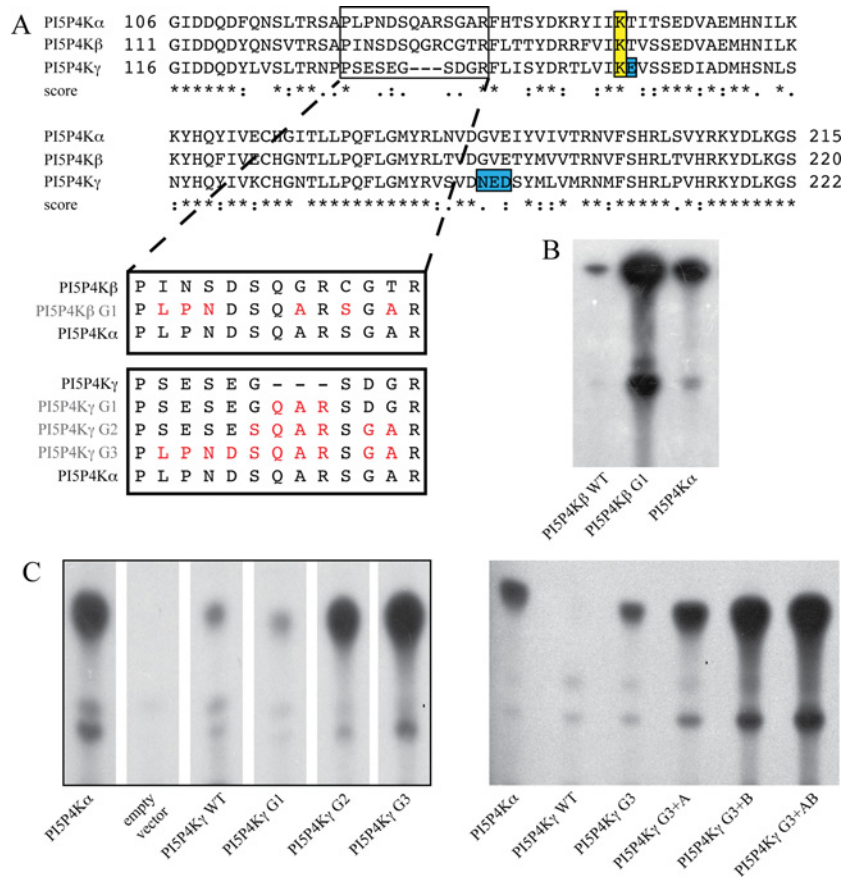 A
PI5P4Kα 106 GIDDQDFQNSLTRSAPLPNDSQARSGARFHTSYDKRYIIKTITSEDVAEMHNILK
PI5P4Kβ 111 GIDDQDYQNSVTRSAPINSDSQGRCGTRFLTTYDRRFVIKTVSSEDVAEMHNILK
PI5P4Kγ 116 GIDDQDYLVSLTRNPPSESEG---SDGRFLISYDRTLVIKEVSSEDIADMHSNLS
score
PI5P4Kα KYHQYIVECHGITLLPQFLGMYRLNVDGVEIYVIVTRNVFSHRLSVYRKYDLKGS 215
PI5P4Kβ KYHQFIVECHGNTLLPQFLGMYRLTVDGVETYMVVTRNVFSHRLTVHRKYDLKGS 220
PI5P4Kγ NYHQYIVKCHGNTLLPQFLGMYRVSVDNEDSYMLVMRNMFSHRLPVHRKYDLKGS 222
score
PI5P4Kβ P I N S D S Q G R C G T R
PI5P4Kβ G1 P L P N D S Q A R S G A R
PI5P4Kα P L P N D S Q A R S G A R
PI5P4Kγ P S E S E G - - - S D G R
PI5P4Kγ G1 P S E S E G Q A R S D G R
PI5P4Kγ G2 P S E S E S Q A R S G A R
PI5P4Kγ G3 P L P N D S Q A R S G A R
PI5P4Kα P L P N D S Q A R S G A R
B
PI5P4Kβ WT
PI5P4Kβ G1
PI5P4Kα
C
PI5P4Kα
empty
vector
PI5P4Kγ WT
PI5P4Kγ G1
PI5P4Kγ G2
PI5P4Kγ G3
PI5P4Kα
PI5P4Kγ WT
PI5P4Kγ G3
PI5P4Kγ G3+A
PI5P4Kγ G3+B
PI5P4Kγ G3+AB